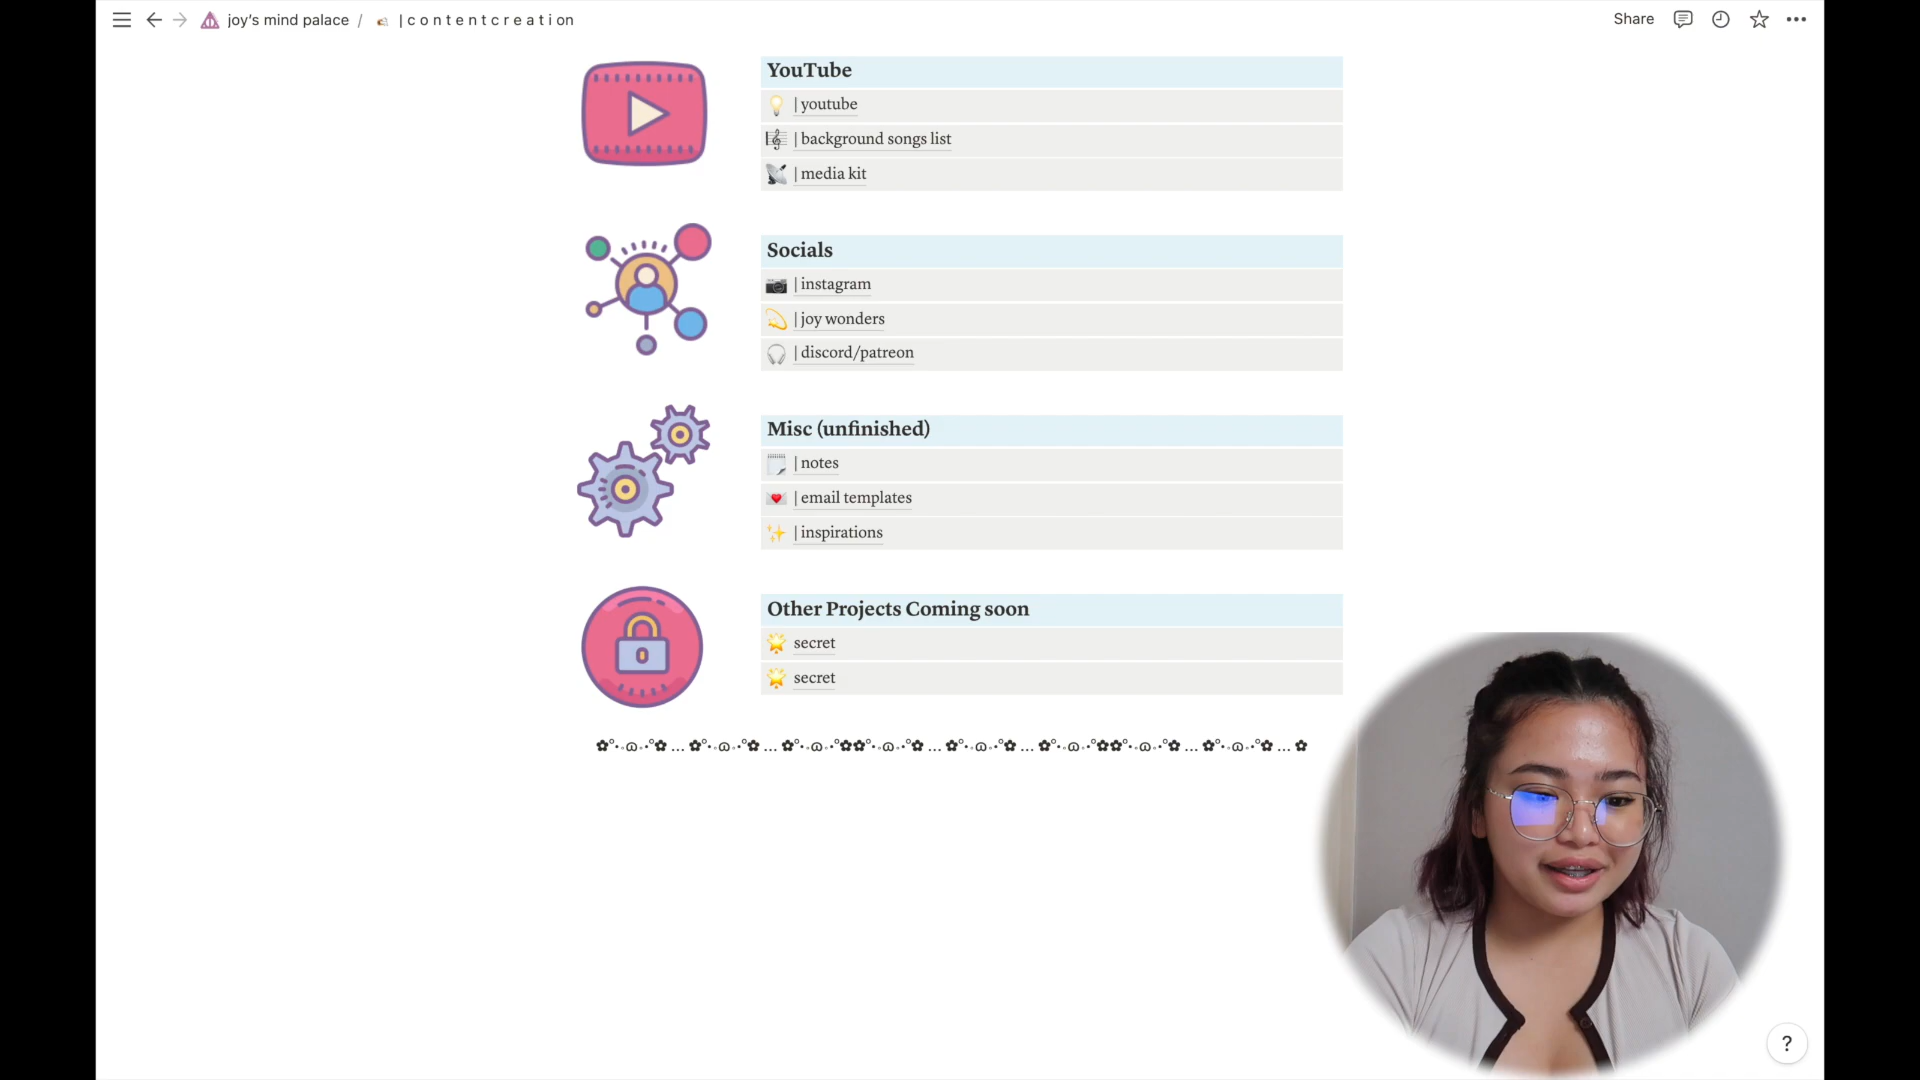 joy's mind palace / | c o n t e n t c r e a t i o n
Share
YouTube
| youtube
| background songs list
| media kit
Socials
| instagram
| joy wonders
| discord/patreon
Misc (unfinished)
| notes
| email templates
| inspirations
Other Projects Coming soon
secret
secret
?